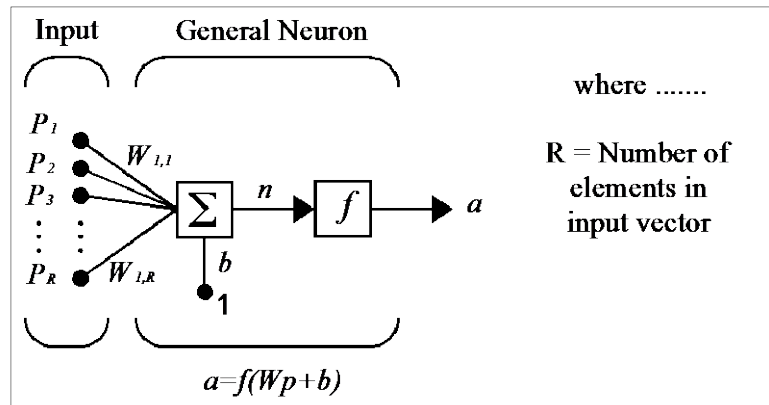 Input
General Neuron
P1
P2
P3
PR
W1,1
W1,R
Σ
n
f
a
b
1
a=f(Wp+b)
where .......
R = Number of
elements in
input vector